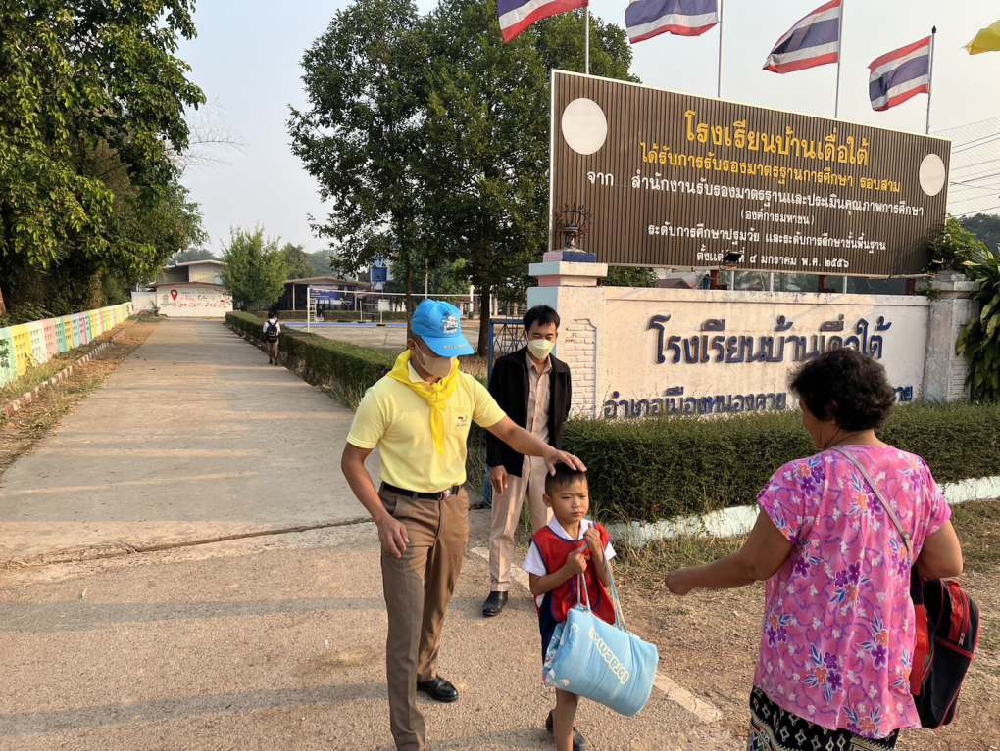 โรงเรียนบ้านเดื่อใต้
ได้รับการรับรองมาตรฐานการศึกษา รอบสาม
จาก สำนักงานรับรองมาตรฐานและประเมินคุณภาพการศึกษา
(องค์การมหาชน)
ระดับการศึกษาปฐมวัย และระดับการศึกษาขั้นพื้นฐาน
ตั้งแต่ ๔ มกราคม พ.ศ. ๒๕๕๖
โรงเรียนบ้านเดื่อใต้
อำเภอเมืองหนองคาย